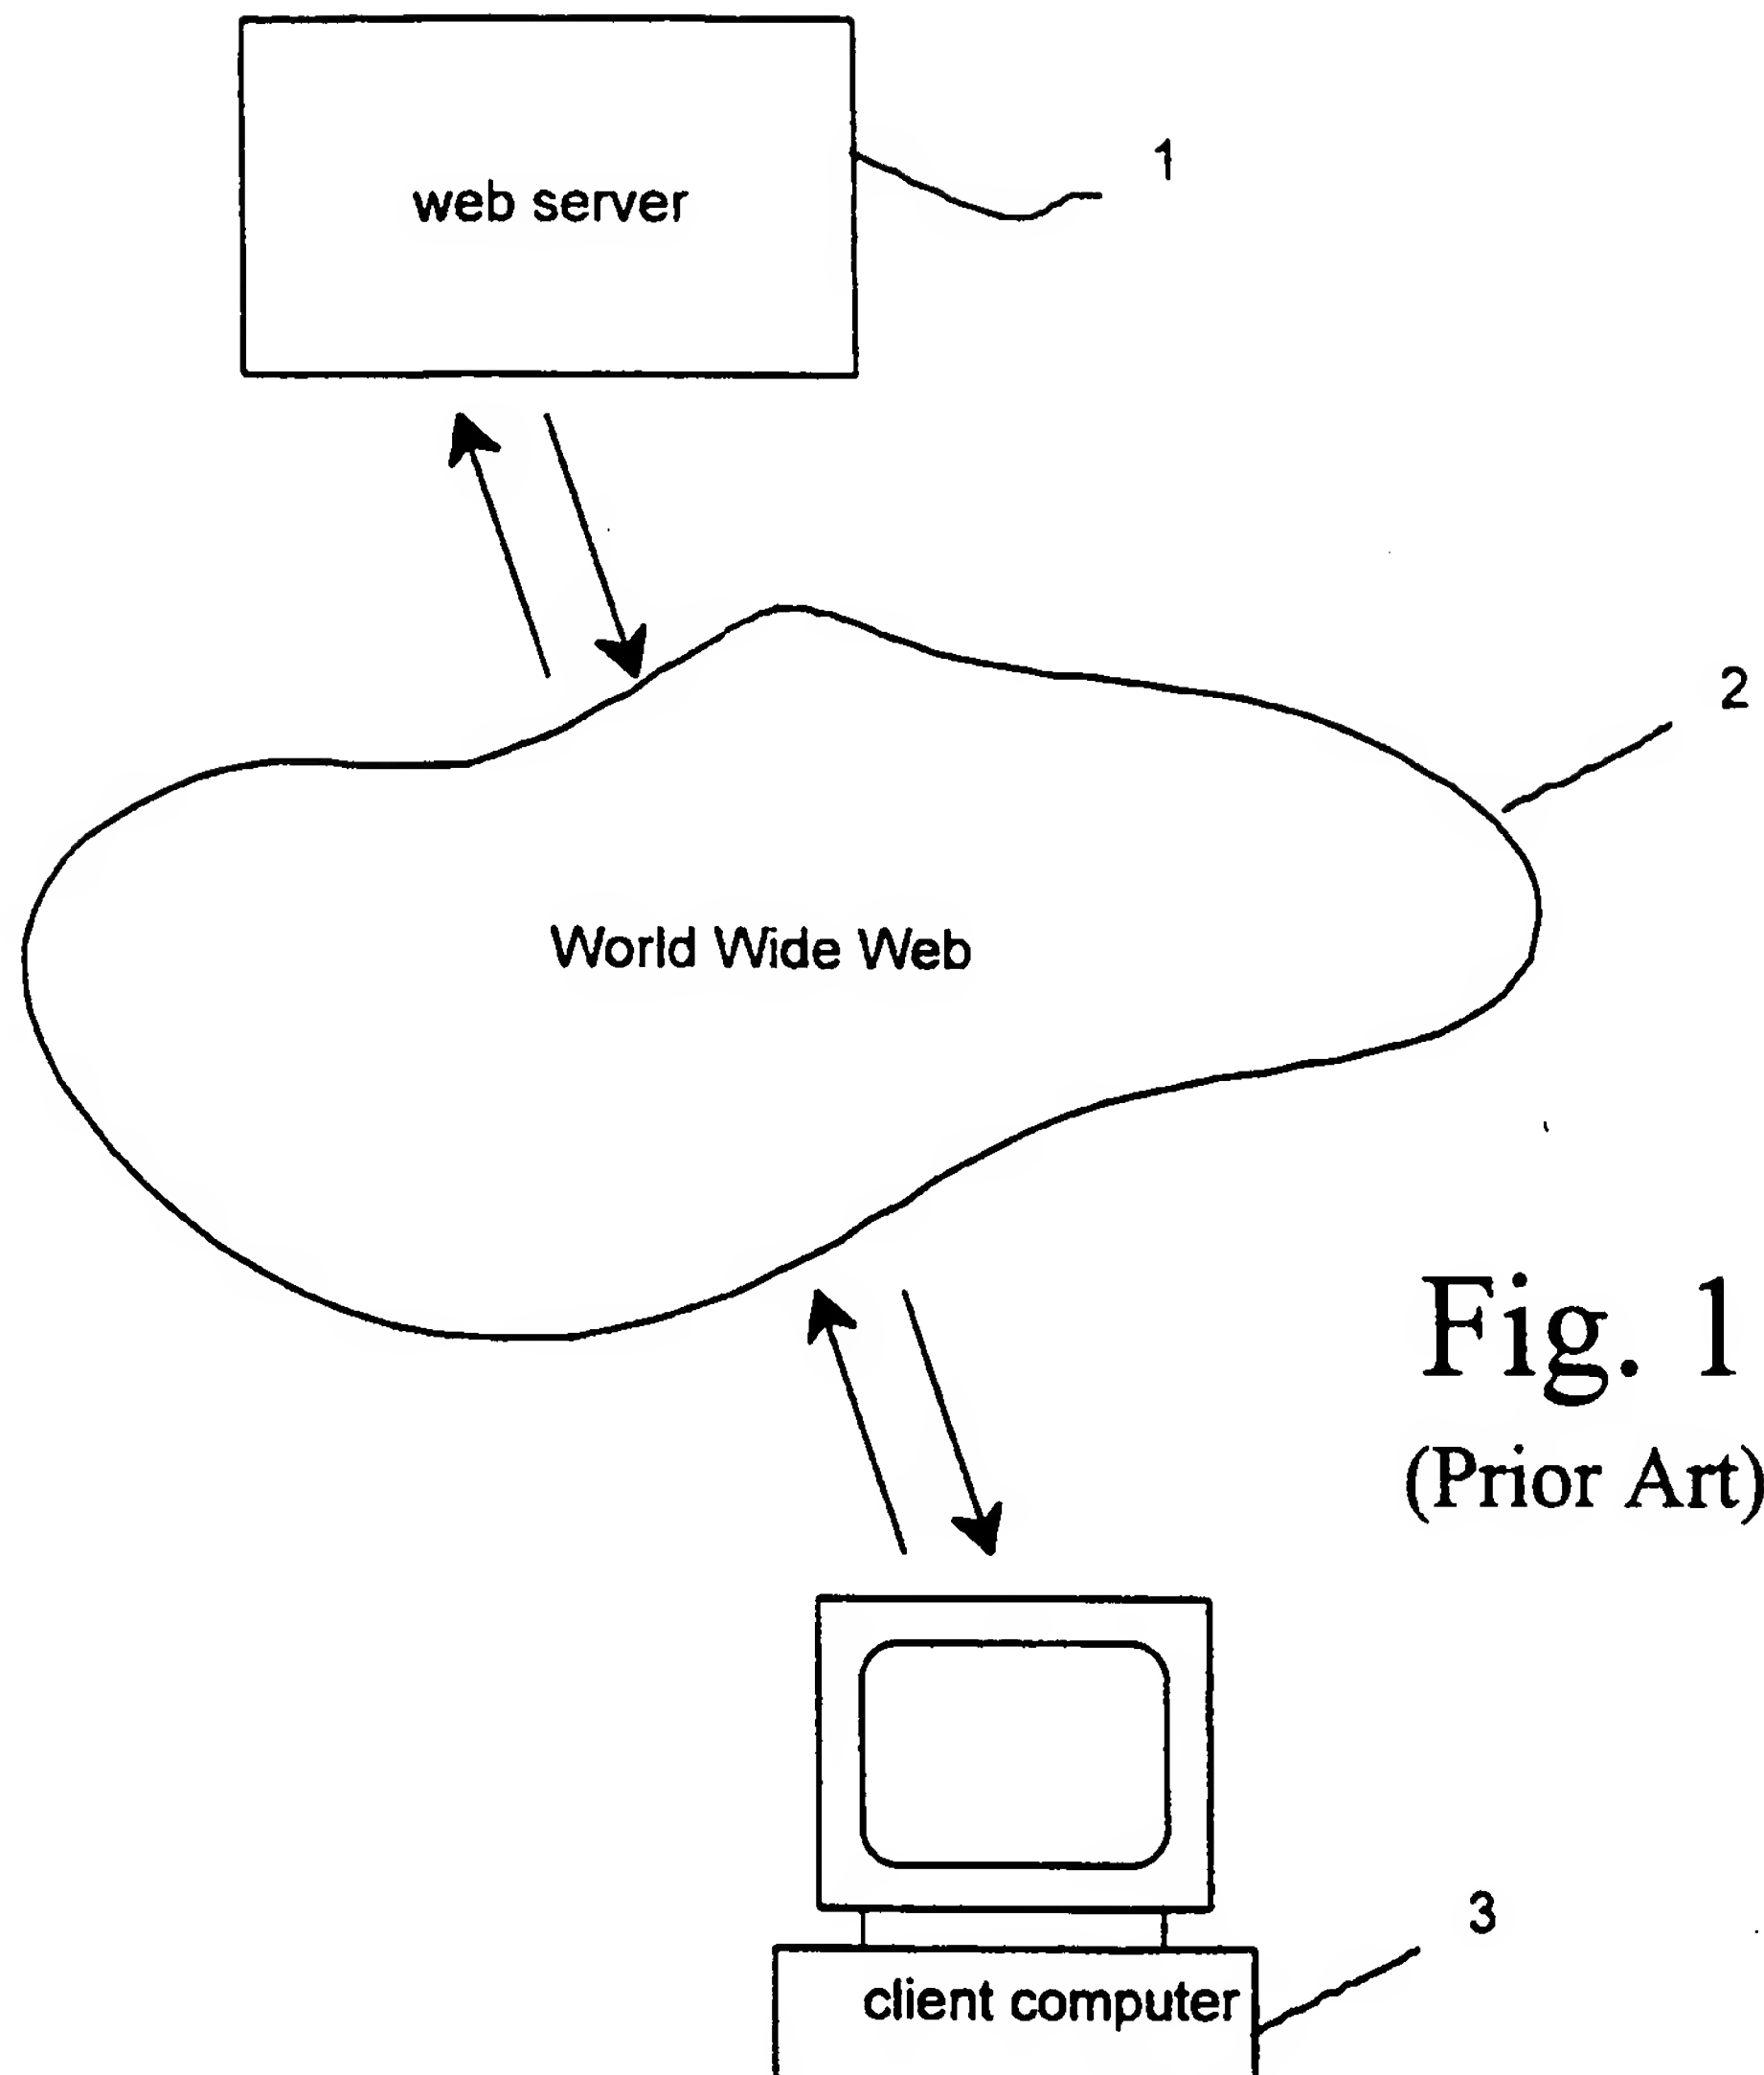 1
web server
2
World Wide Web
Fig. 1
(Prior Art)
3
client computer